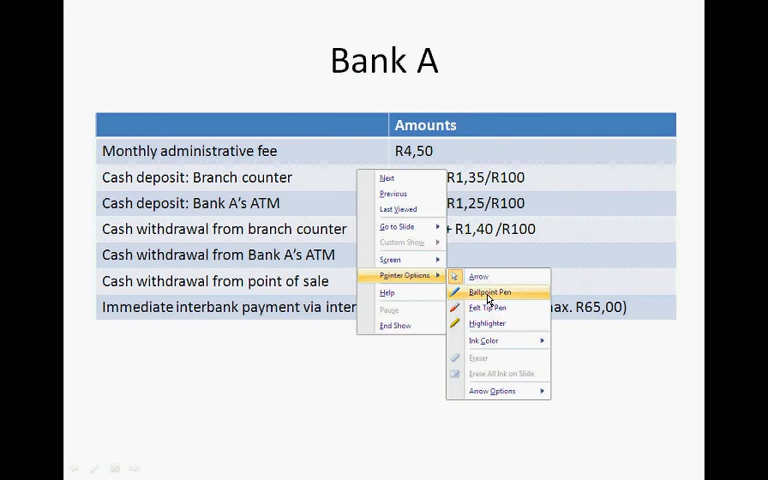 Bank A
Amounts
Monthly administrative fee R4,50
Cash deposit: Branch counter R1,35/R100
Cash deposit: Bank A's ATM R1,25/R100
Cash withdrawal from branch counter + R1,40 /R100
Cash withdrawal from Bank A's ATM
Cash withdrawal from point of sale
Immediate interbank payment via inter ax. R65,00)
Next
Previous
Last Viewed
Go to Slide
Custom Show
Screen
Pointer Options
Help
Pause
End Show
Arrow
Ballpoint Pen
Felt Tip Pen
Highlighter
Ink Color
Eraser
Erase All Ink on Slide
Arrow Options